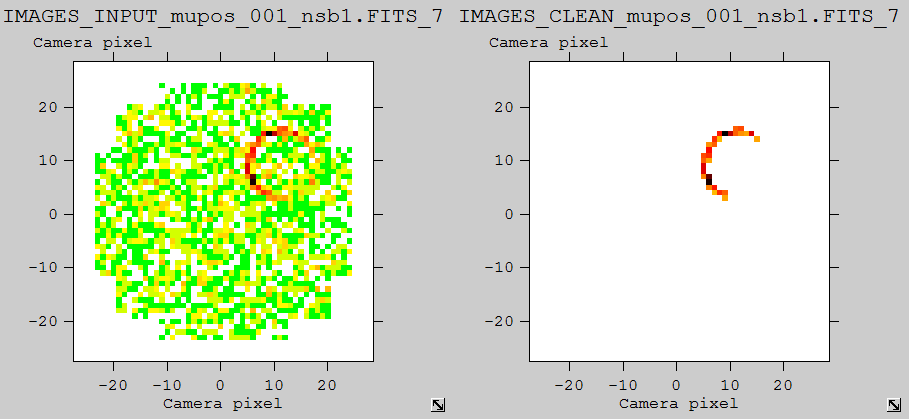 IMAGES_INPUT_mupos_001_nsb1.FITS_7
Camera pixel
20
10
0
-10
-20
-20 -10 0 10 20
Camera pixel
IMAGES_CLEAN_mupos_001_nsb1.FITS_7
Camera pixel
20
10
0
-10
-20
-20 -10 0 10 20
Camera pixel